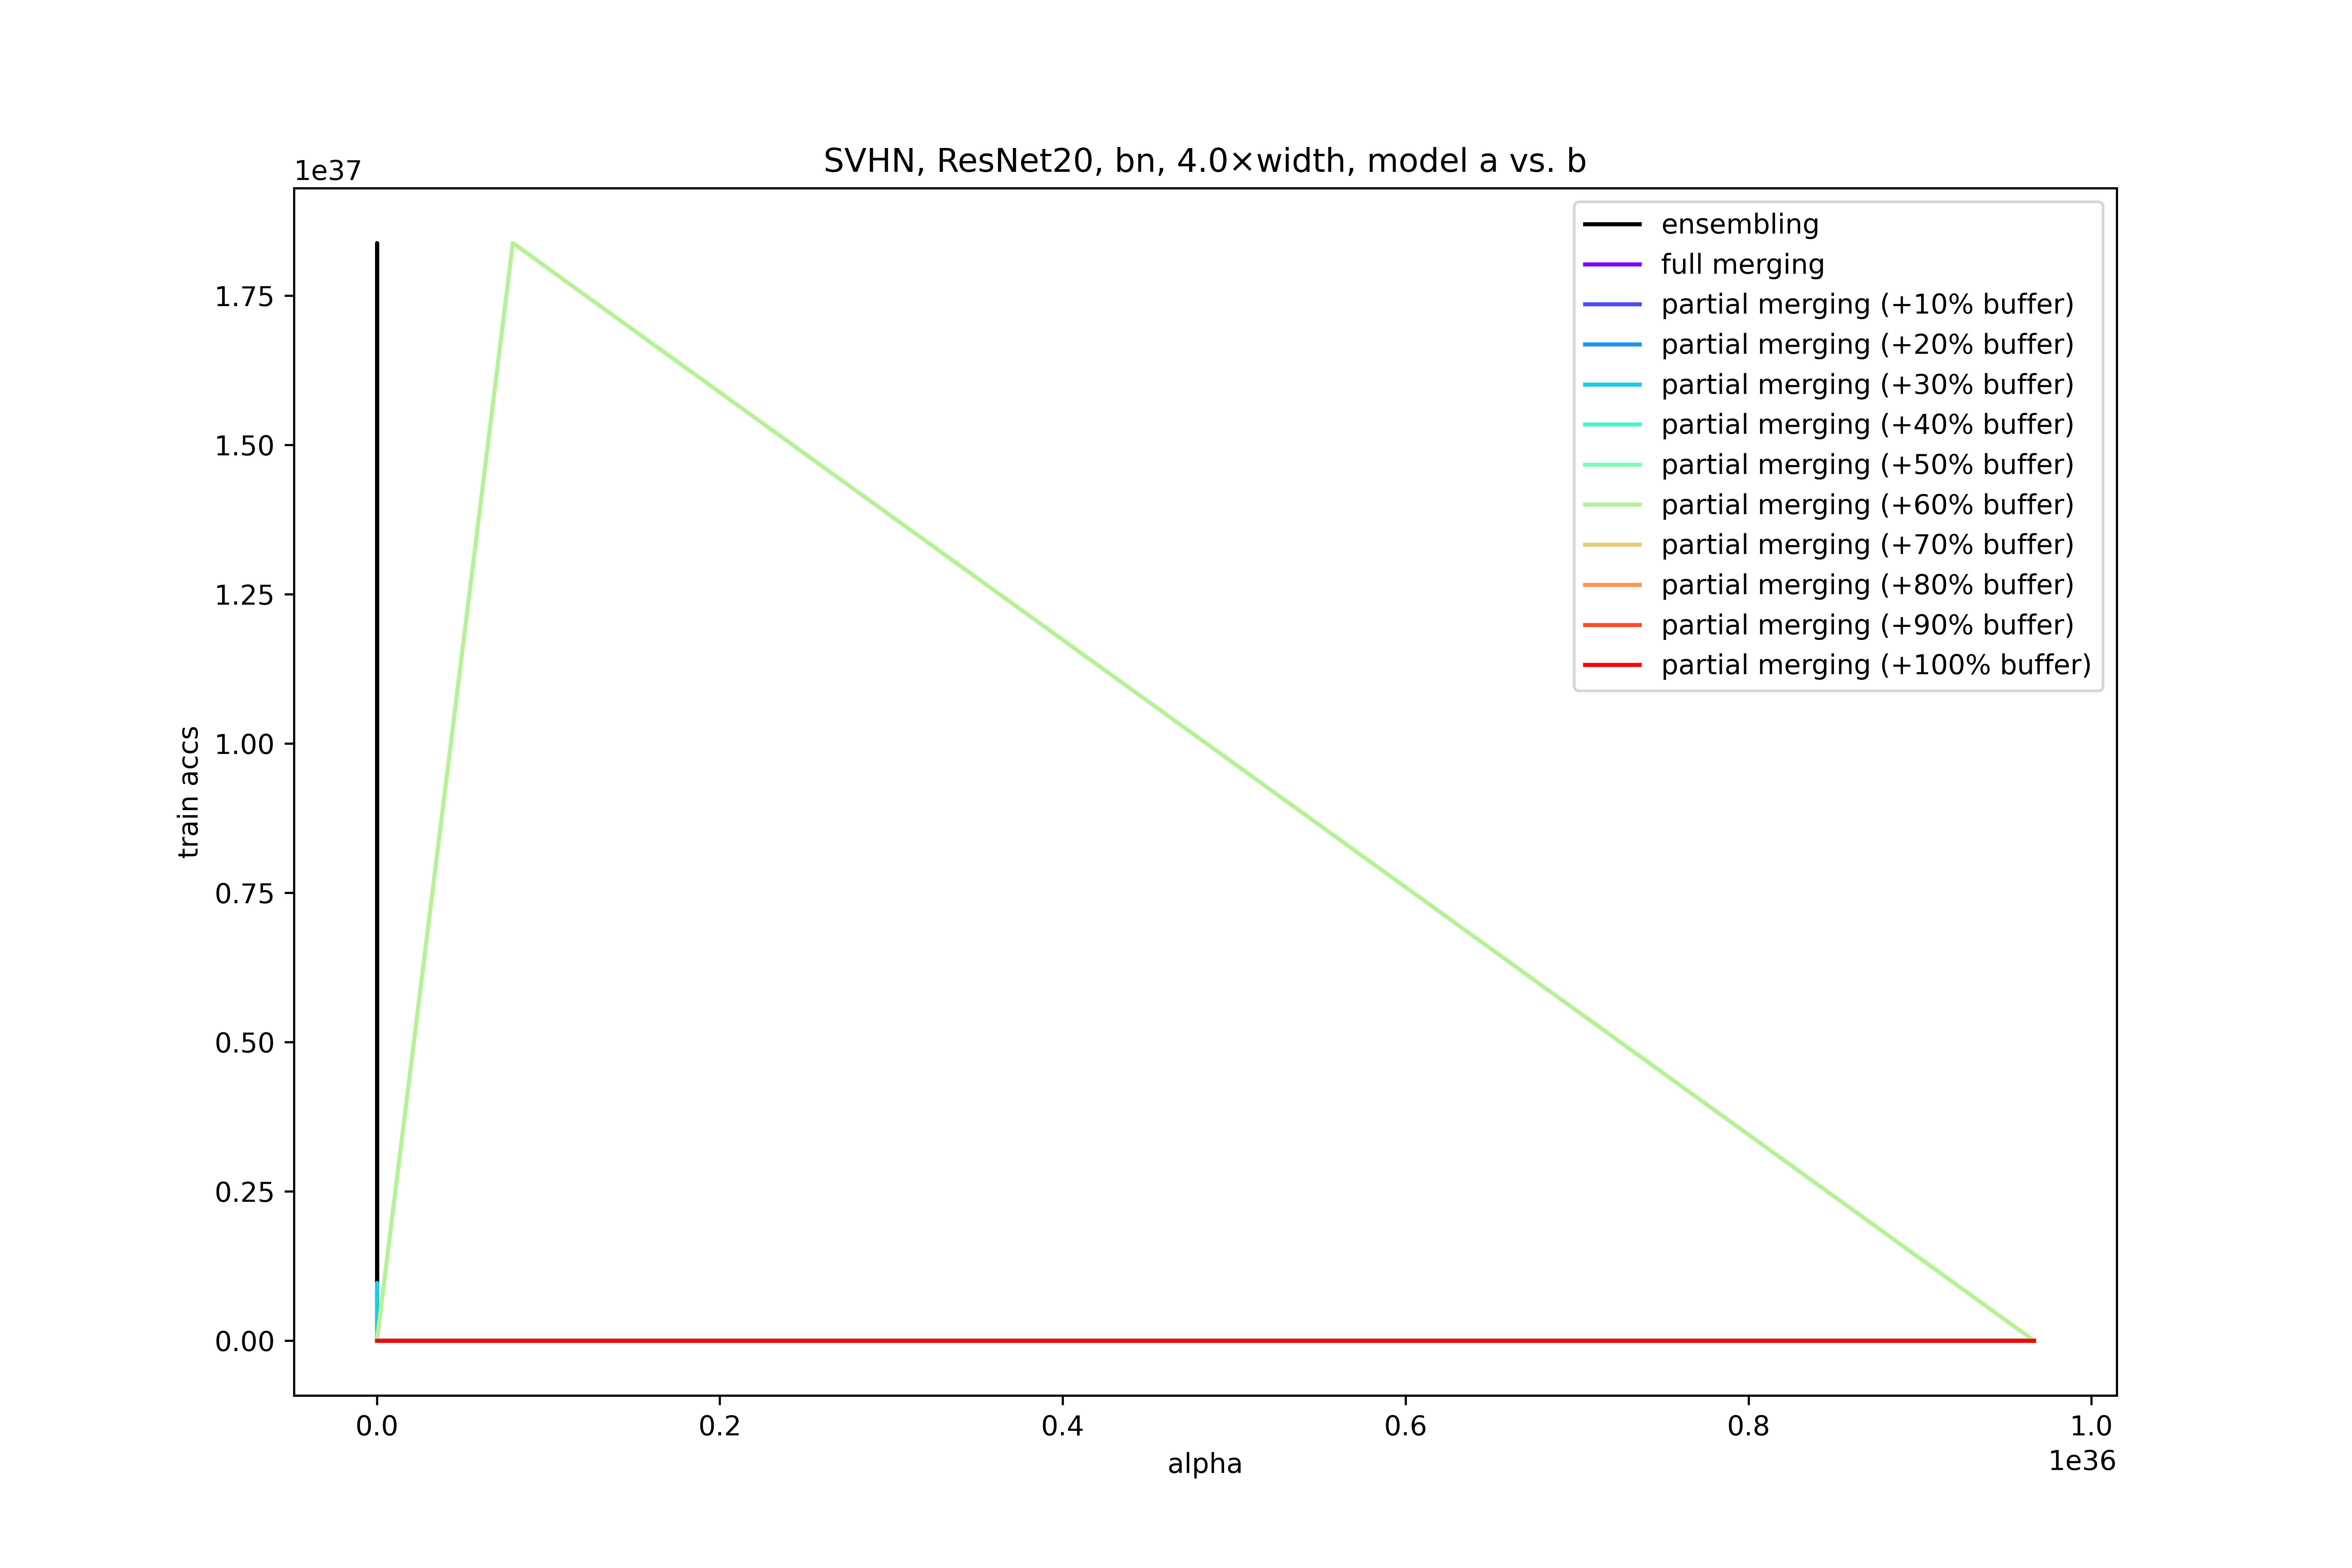 SVHN, ResNet20, bn, 4.0×width, model a vs. b
1e37
ensembling
full merging
partial merging (+10% buffer)
partial merging (+20% buffer)
partial merging (+30% buffer)
partial merging (+40% buffer)
partial merging (+50% buffer)
partial merging (+60% buffer)
partial merging (+70% buffer)
partial merging (+80% buffer)
partial merging (+90% buffer)
partial merging (+100% buffer)
1.75
1.50
1.25
1.00
0.75
0.50
0.25
0.00
train accs
0.0 0.2 0.4 0.6 0.8 1.0
1e36
alpha